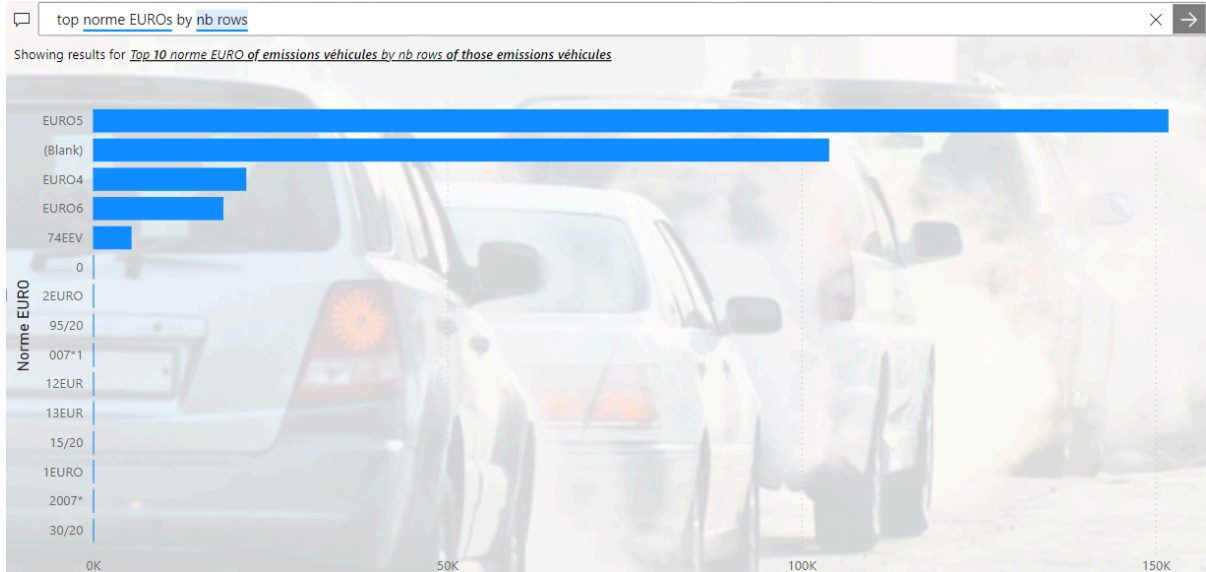 top norme EUROs by nb rows
Showing results for Top 10 norme EURO of emissions véhicules by nb rows of those emissions véhicules
Norme EURO
EURO5
(Blank)
EURO4
EURO6
74EEV
0
2EURO
95/20
007*1
12EUR
13EUR
15/20
1EURO
2007*
30/20
0K 50K 100K 150K